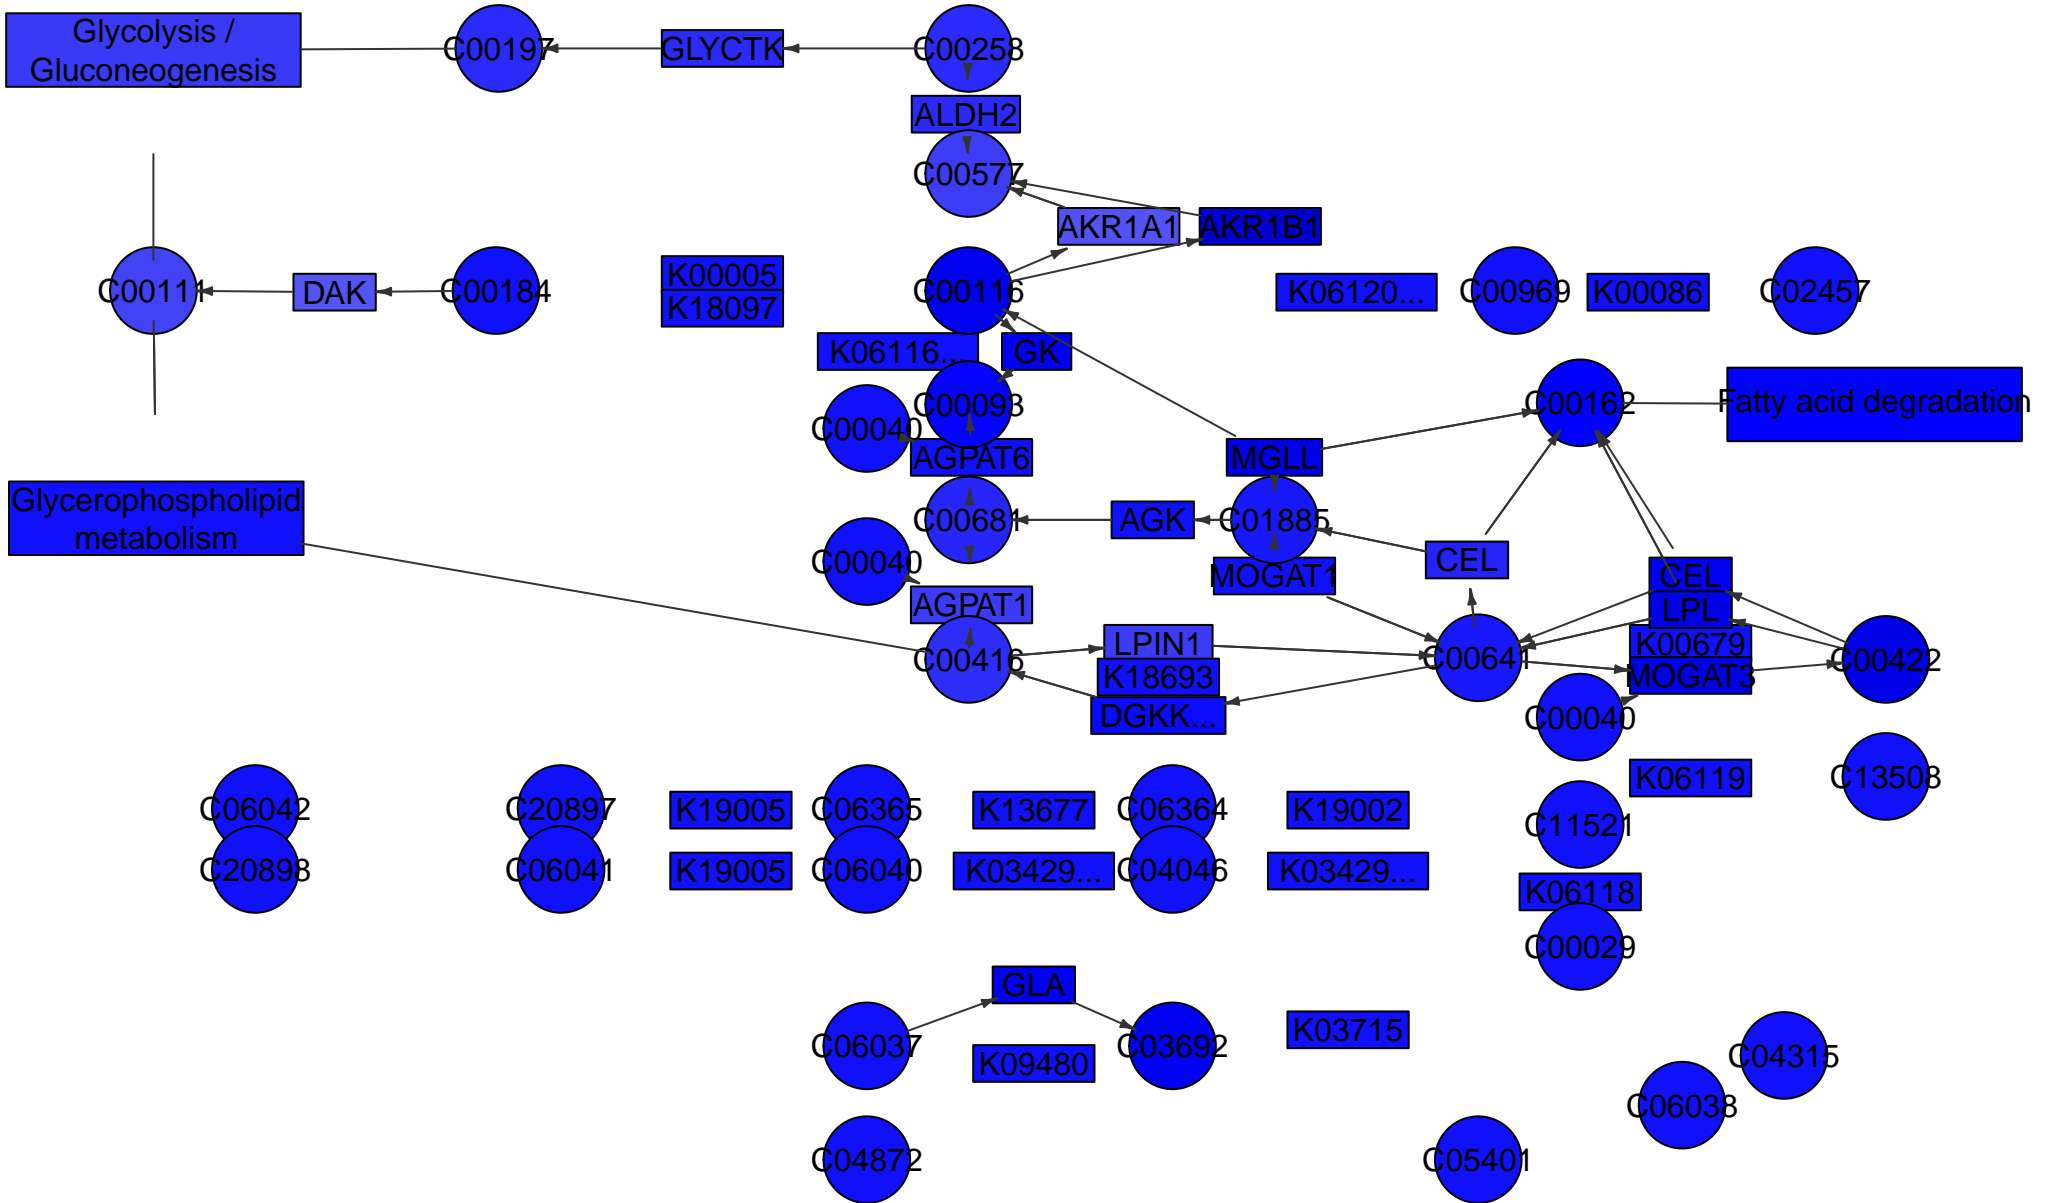 Glycolysis /
Gluconeogenesis
C00197
GLYCTK
C00258
ALDH2
C00577
AKR1A1
AKR1B1
C00111
DAK
C00184
K00005
K18097
C00116
K06120...
C00969
K00086
C02457
K06116...
GK
C00093
C00040
AGPAT6
MGLL
C00162
Fatty acid degradation
Glycerophospholipid
metabolism
C00681
AGK
C01885
C00040
MOGAT1
CEL
CEL
AGPAT1
LPL
C00416
LPIN1
K18693
DGKK...
C00641
K00679
MOGAT3
C00422
C00040
C06042
C20897
K19005
C06365
K13677
C06364
K19002
K06119
C13508
C11521
C20898
C06041
K19005
C06040
K03429...
C04046
K03429...
K06118
C00029
GLA
C06037
K09480
C03692
K03715
C04315
C06038
C04872
C05401